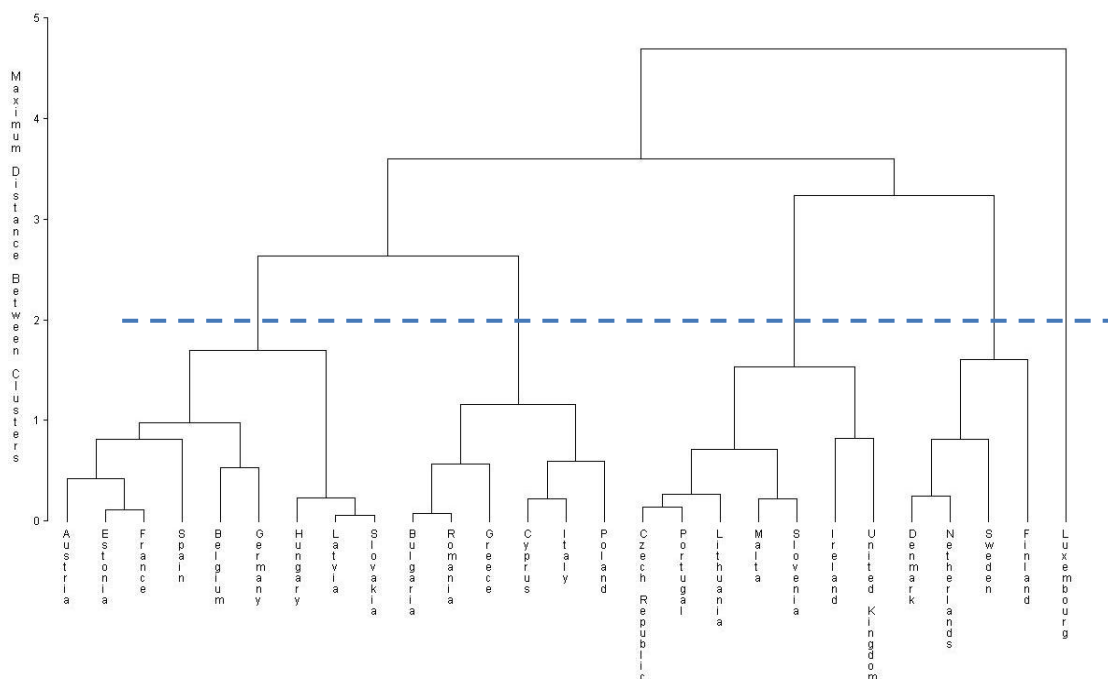 5
4
3
2
1
0
Maximum Distance Between Clusters
Austria
Estonia
France
Spain
Belgium
Germany
Hungary
Latvia
Slovakia
Bulgaria
Romania
Greece
Cyprus
Italy
Poland
Czech Republic
Portugal
Lithuania
Malta
Slovenia
Ireland
United Kingdom
Denmark
Netherlands
Sweden
Finland
Luxembourg